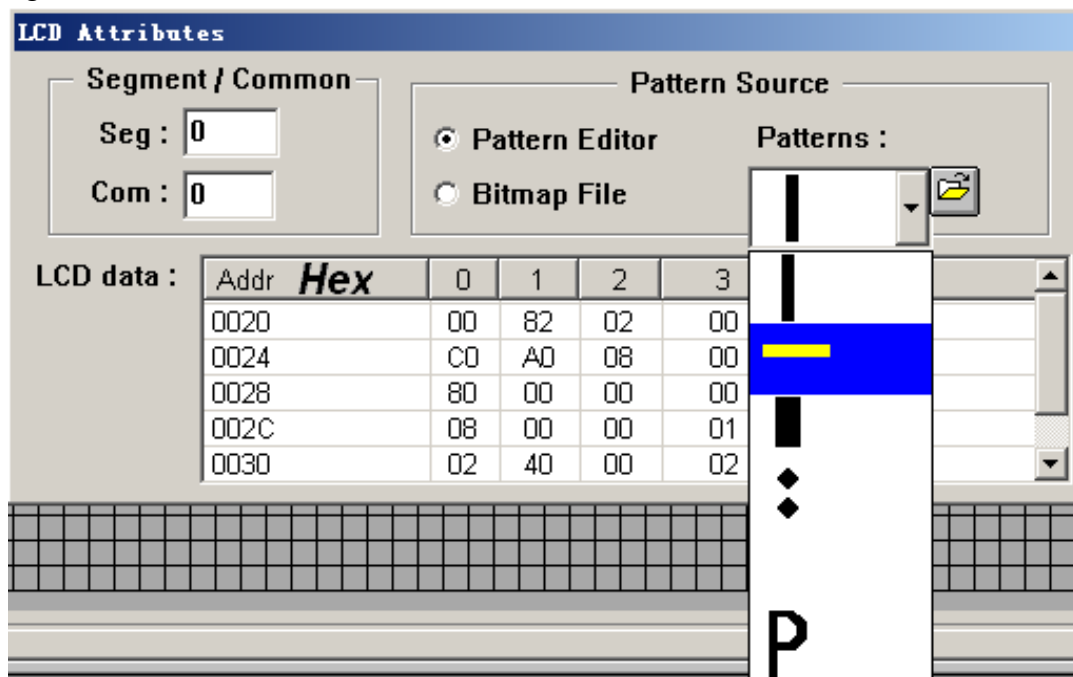 LCD Attributes
Segment / Common
Pattern Source
Seg : 0
Pattern Editor
Patterns :
Com : 0
Bitmap File
LCD data :
Addr Hex 0 1 2 3
0020 00 82 02 00
0024 C0 A0 08 00
0028 80 00 00 00
002C 08 00 00 01
0030 02 40 00 02
P